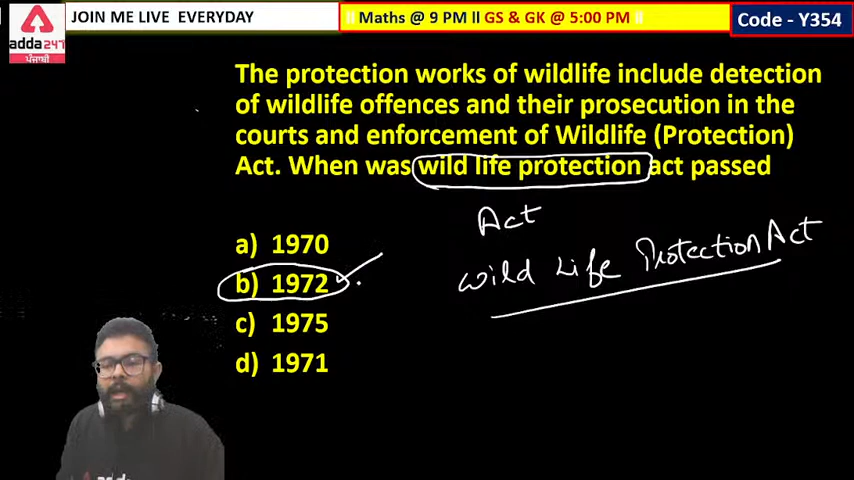 JOIN ME LIVE EVERYDAY
|| Maths @ 9 PM || GS & GK @ 5:00 PM ||
Code - Y354
adda247
ਪੰਜਾਬੀ
The protection works of wildlife include detection
of wildlife offences and their prosecution in the
courts and enforcement of Wildlife (Protection)
Act. When was wild life protection act passed
Act
Wild Life Protection Act
a) 1970
b) 1972
c) 1975
d) 1971